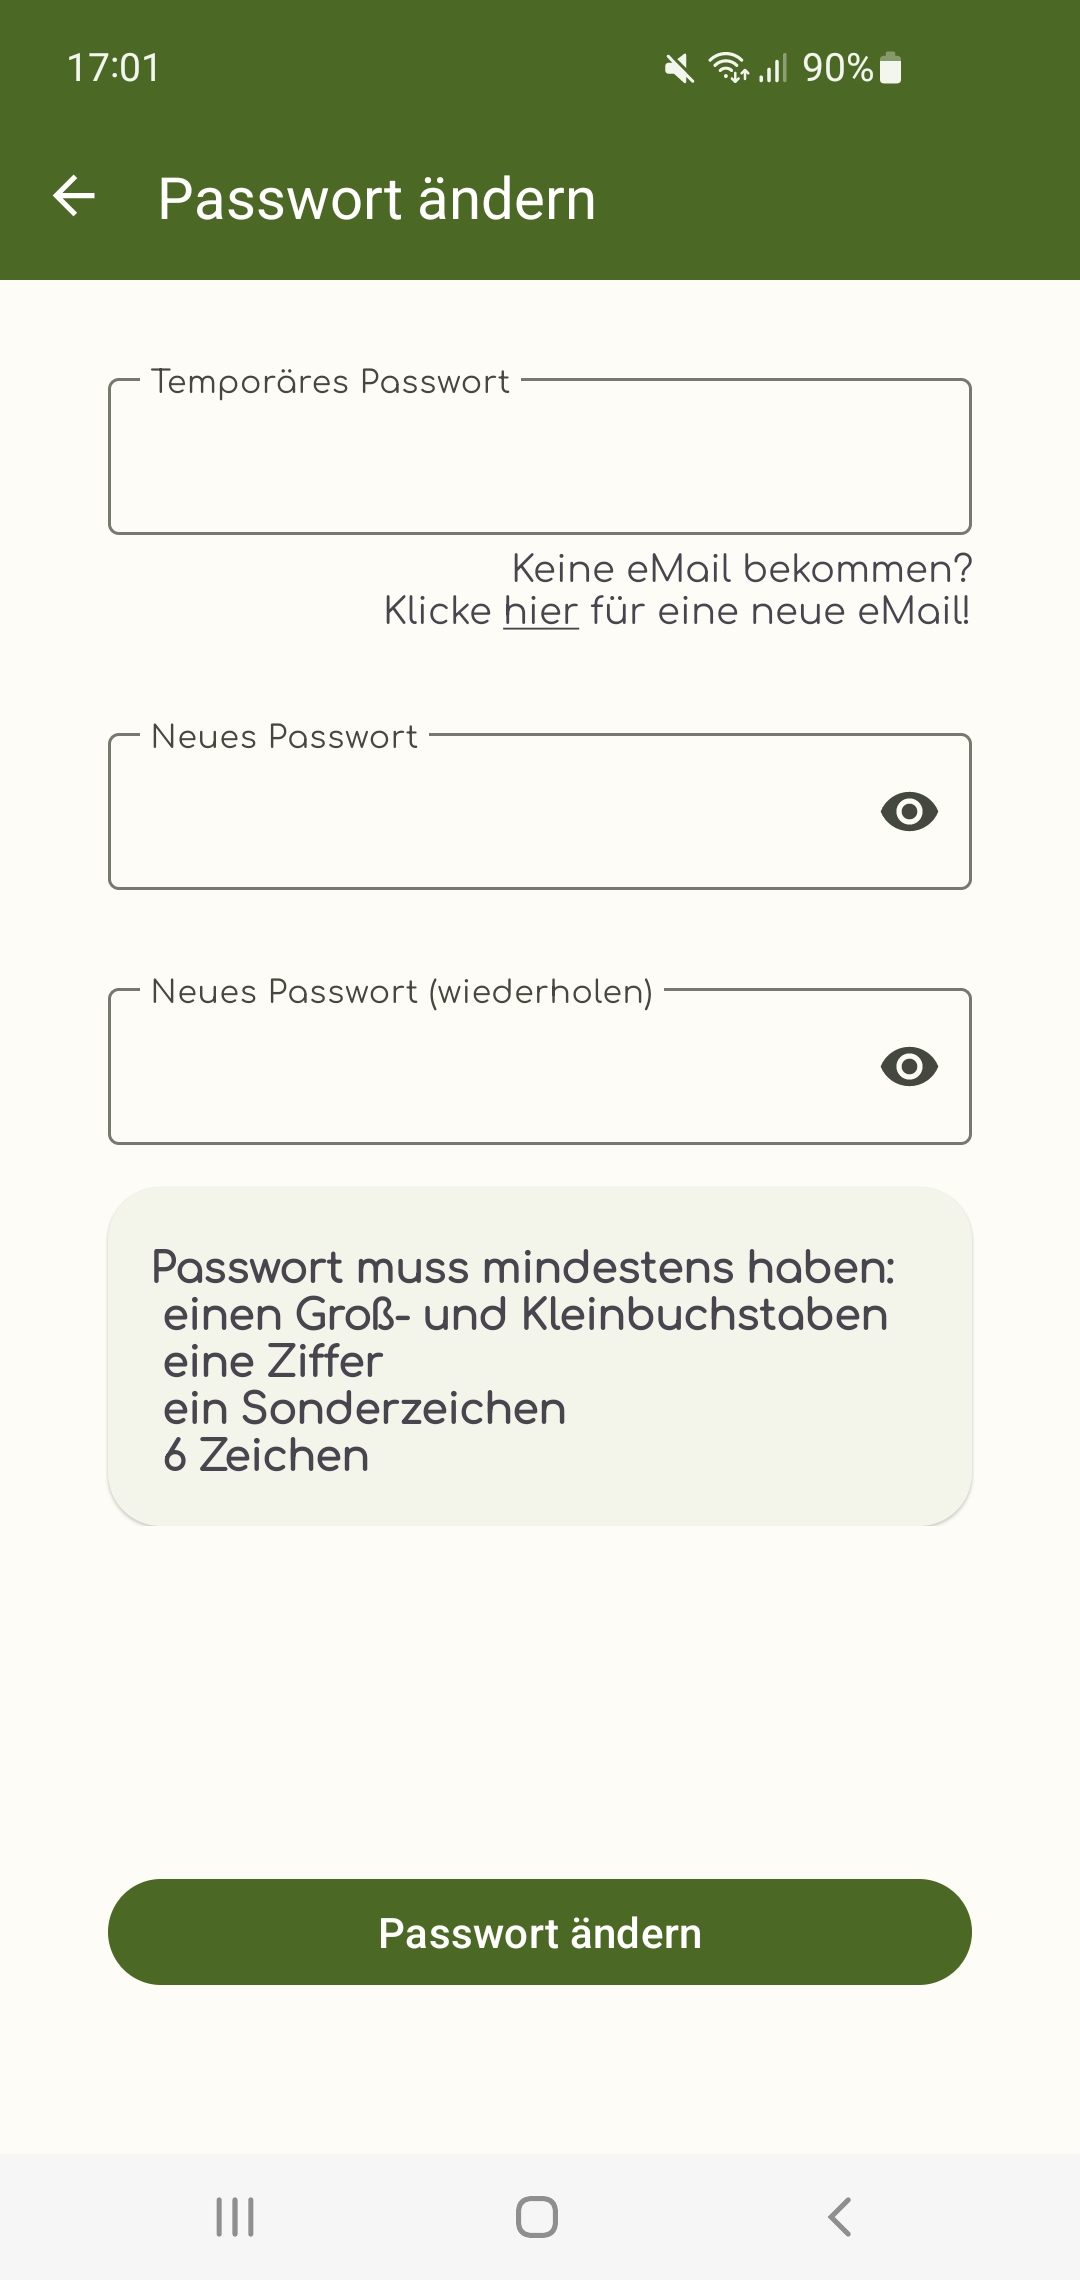 17:01
90%
Passwort ändern
Temporäres Passwort
Keine eMail bekommen?
Klicke hier für eine neue eMail!
Neues Passwort
Neues Passwort (wiederholen)
Passwort muss mindestens haben:
einen Groß- und Kleinbuchstaben
eine Ziffer
ein Sonderzeichen
6 Zeichen
Passwort ändern